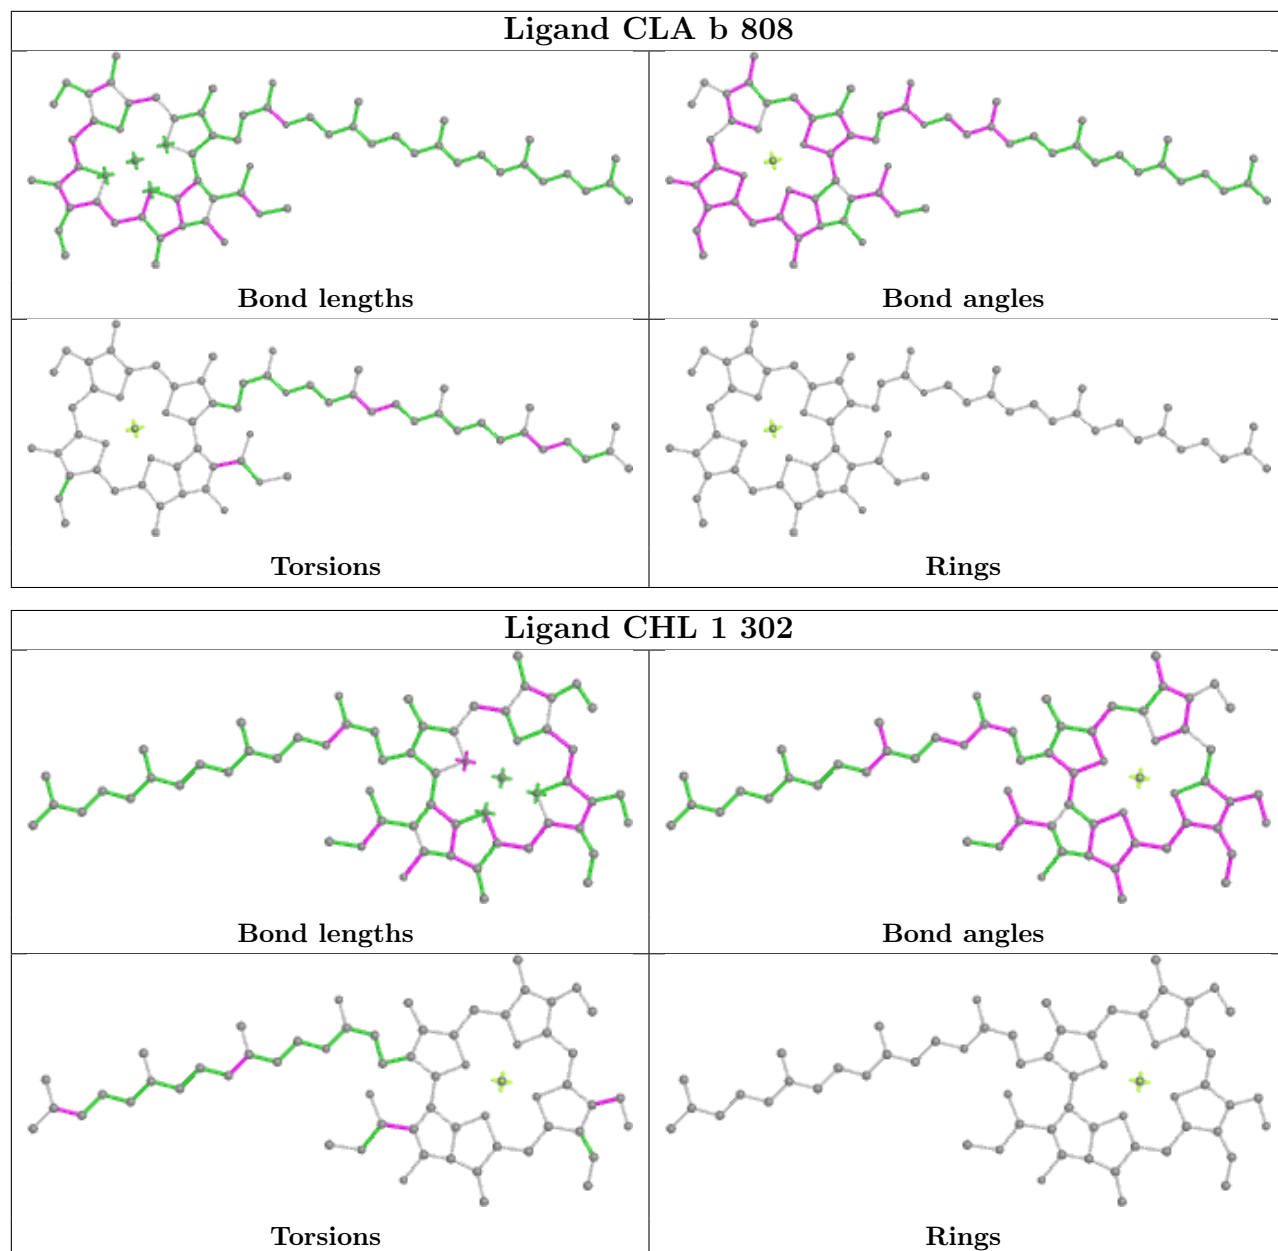 Ligand CLA b 808
Bond lengths
Bond angles
Torsions
Rings
Ligand CHL 1 302
Bond lengths
Bond angles
Torsions
Rings